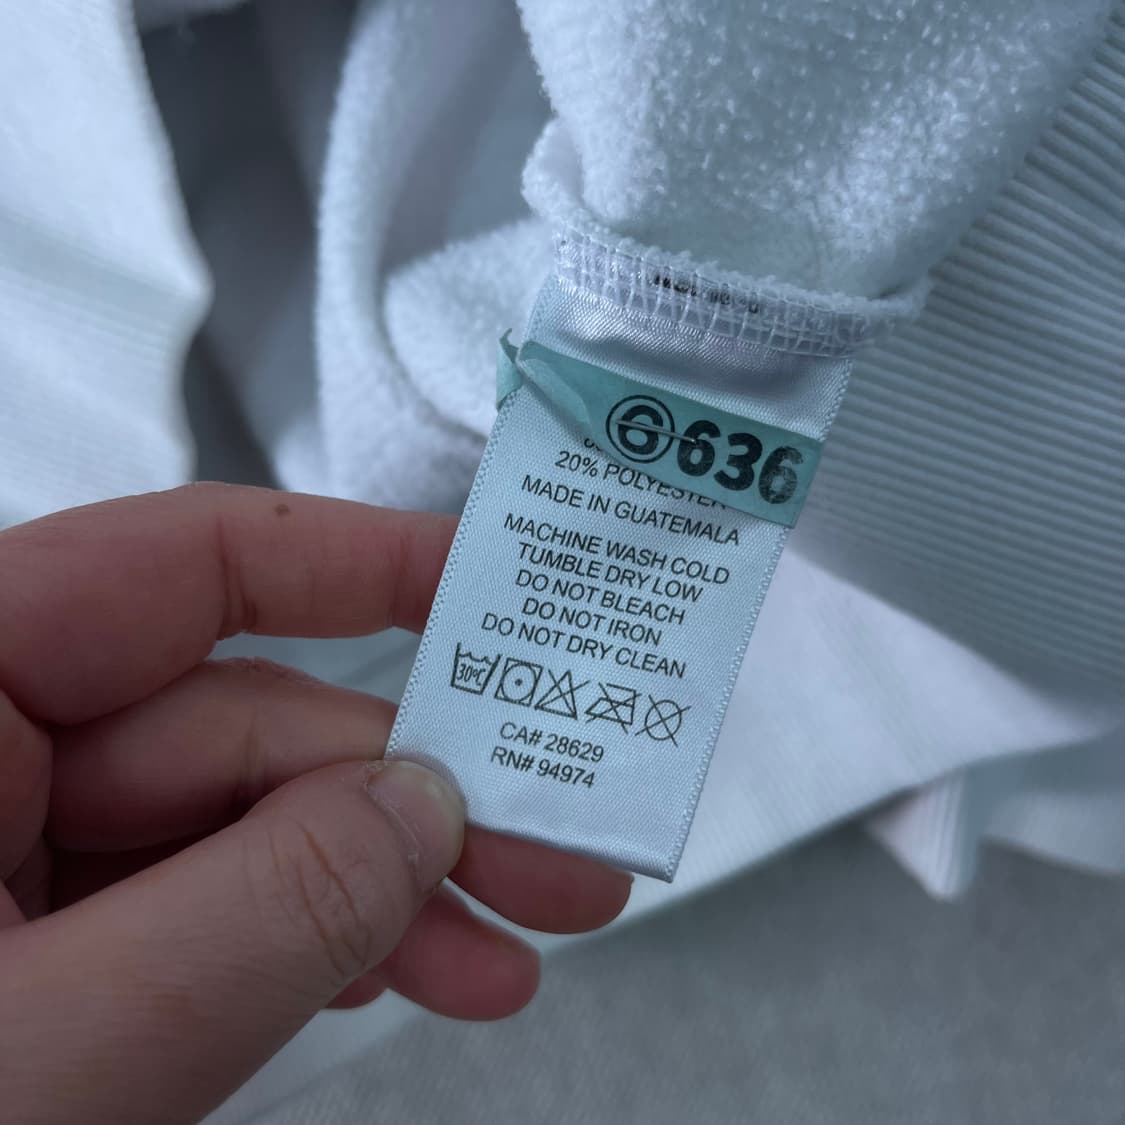 6 636
20% POLYESTER
MADE IN GUATEMALA
MACHINE WASH COLD
TUMBLE DRY LOW
DO NOT BLEACH
DO NOT IRON
DO NOT DRY CLEAN
30°C
CA# 28629
RN# 94974